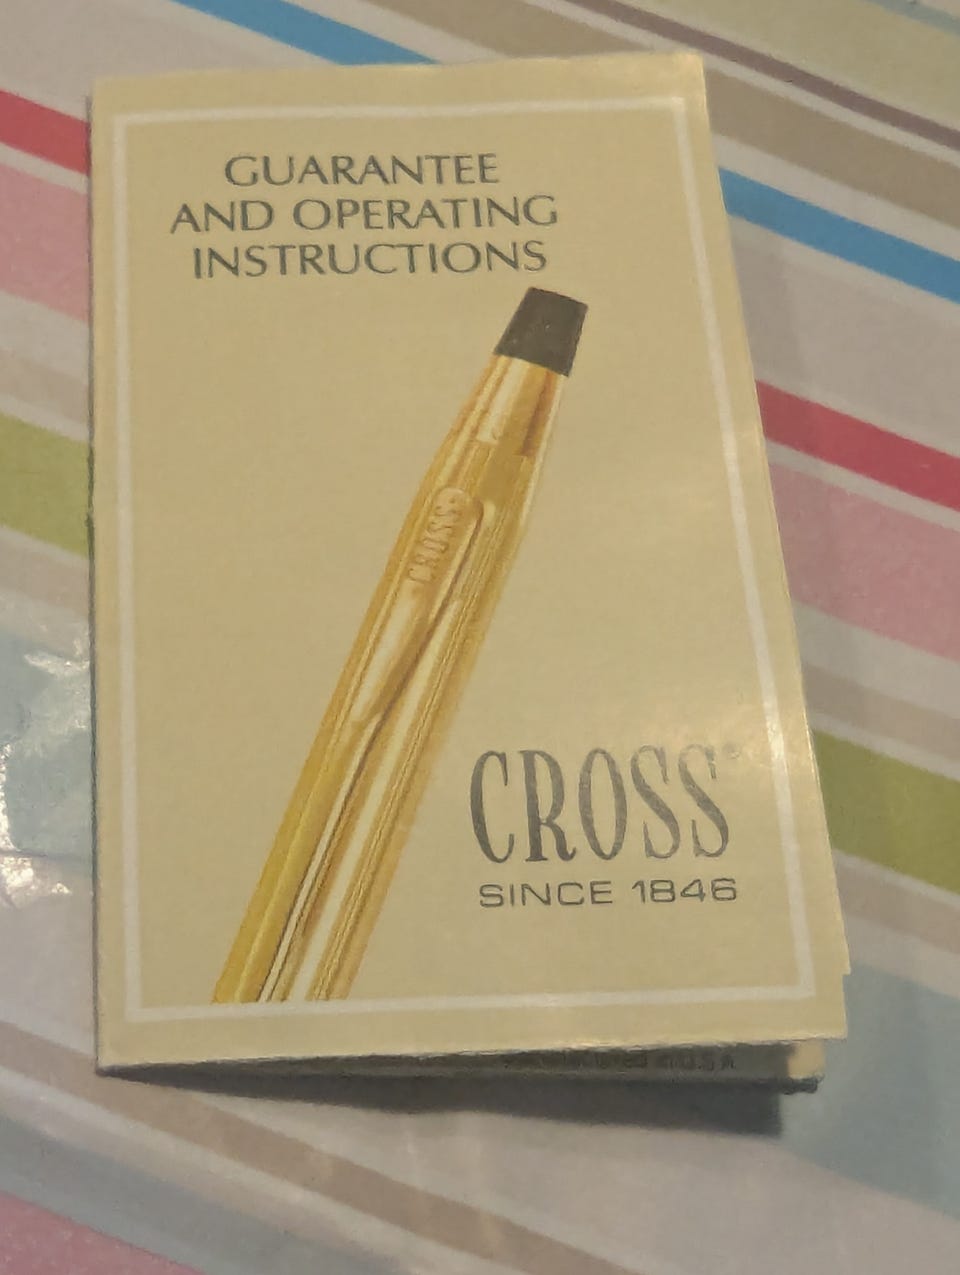 GUARANTEE
AND OPERATING
INSTRUCTIONS
CROSS
CROSS®
SINCE 1846